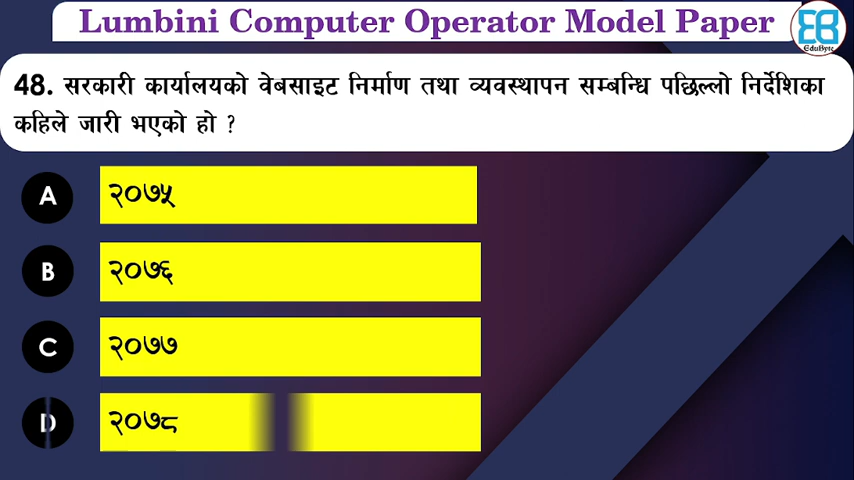 Lumbini Computer Operator Model Paper
EduByte
48. सरकारी कार्यालयको वेबसाइट निर्माण तथा व्यवस्थापन सम्बन्धि पछिल्लो निर्देशिका
कहिले जारी भएको हो ?
A २०७५
B २०७६
C २०७७
D २०७८